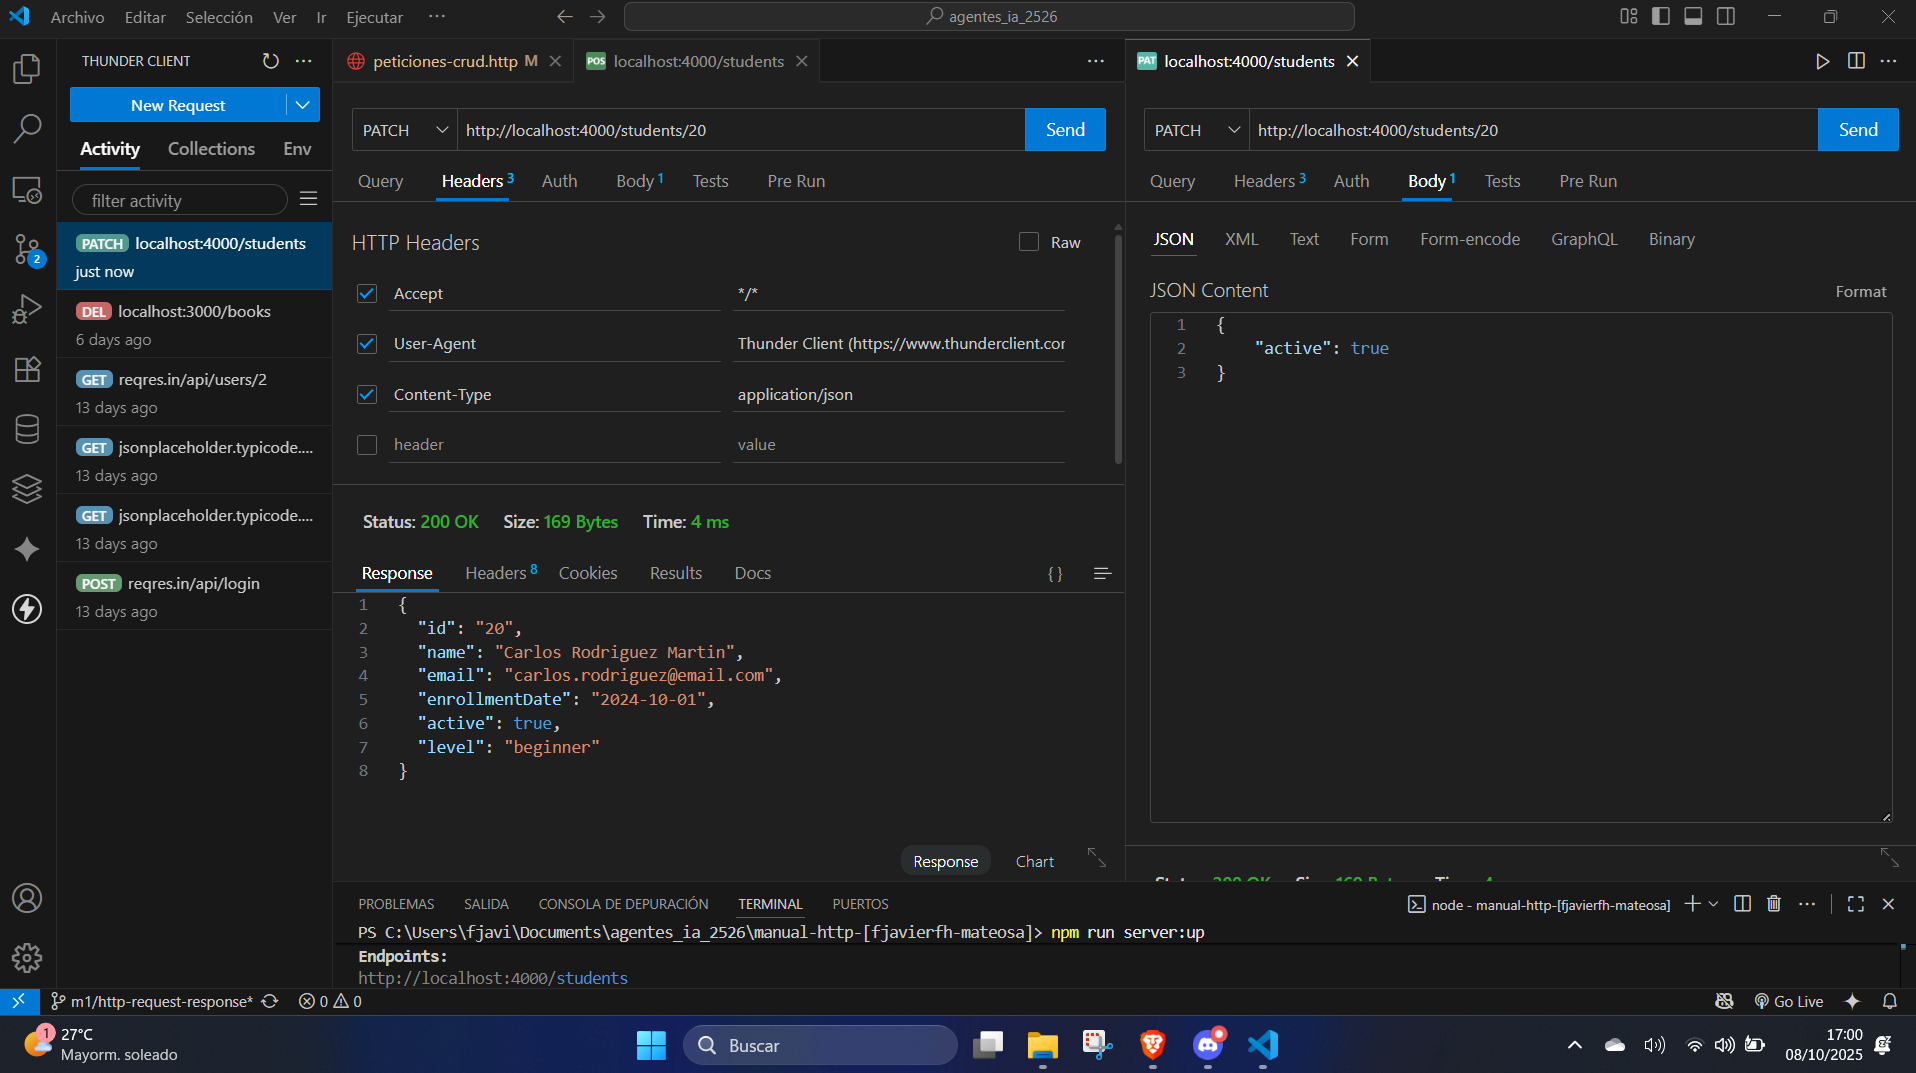 Archivo Editar Selección Ver Ir Ejecutar ···
agentes_ia_2526
THUNDER CLIENT
New Request
Activity Collections Env
filter activity
PATCH localhost:4000/students
just now
DEL localhost:3000/books
6 days ago
GET reqres.in/api/users/2
13 days ago
GET jsonplaceholder.typicode....
13 days ago
GET jsonplaceholder.typicode....
13 days ago
POST reqres.in/api/login
13 days ago
peticiones-crud.http M
POS localhost:4000/students
PATCH http://localhost:4000/students/20 Send
Query Headers 3 Auth Body 1 Tests Pre Run
HTTP Headers Raw
Accept */*
User-Agent Thunder Client (https://www.thunderclient.cor
Content-Type application/json
header value
Status: 200 OK Size: 169 Bytes Time: 4 ms
Response Headers 8 Cookies Results Docs { }
1 {
2 "id": "20",
3 "name": "Carlos Rodriguez Martin",
4 "email": "carlos.rodriguez@email.com",
5 "enrollmentDate": "2024-10-01",
6 "active": true,
7 "level": "beginner"
8 }
Response Chart
PAT localhost:4000/students
PATCH http://localhost:4000/students/20 Send
Query Headers 3 Auth Body 1 Tests Pre Run
JSON XML Text Form Form-encode GraphQL Binary
JSON Content Format
1 {
2 "active": true
3 }
PROBLEMAS SALIDA CONSOLA DE DEPURACIÓN TERMINAL PUERTOS
node - manual-http-[fjavierfh-mateosa]
PS C:\Users\fjavi\Documents\agentes_ia_2526\manual-http-[fjavierfh-mateosa]> npm run server:up
Endpoints:
http://localhost:4000/students
2
m1/http-request-response* 0 0
Go Live
1
27°C
Mayorm. soleado
Buscar
17:00
08/10/2025